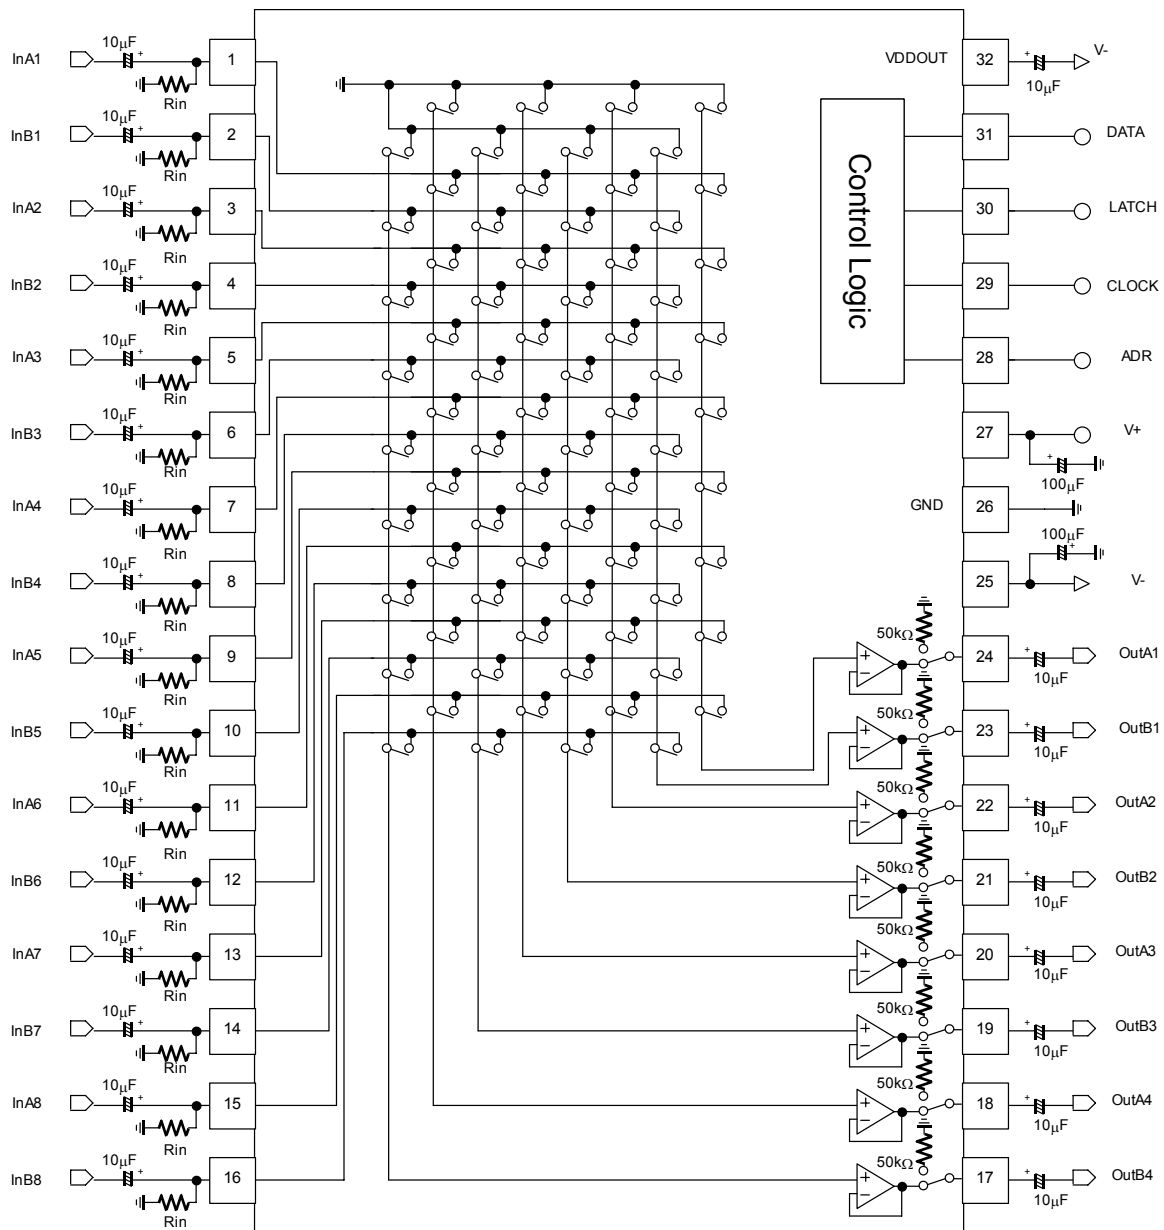 InA1 10μF 1 VDDOUT 32 V-
Rin 10μF
InB1 10μF 2 31 DATA
Rin
InA2 10μF 3 30 LATCH
Rin
Control Logic
InB2 10μF 4 29 CLOCK
Rin
InA3 10μF 5 28 ADR
Rin
InB3 10μF 6 27 V+
Rin 100μF
InA4 10μF 7 GND 26
Rin 100μF
InB4 10μF 8 25 V-
Rin
InA5 10μF 9 50kΩ 24 OutA1
Rin 10μF
InB5 10μF 10 50kΩ 23 OutB1
Rin 10μF
InA6 10μF 11 50kΩ 22 OutA2
Rin 10μF
InB6 10μF 12 50kΩ 21 OutB2
Rin 10μF
InA7 10μF 13 50kΩ 20 OutA3
Rin 10μF
InB7 10μF 14 50kΩ 19 OutB3
Rin 10μF
InA8 10μF 15 50kΩ 18 OutA4
Rin 10μF
InB8 10μF 16 50kΩ 17 OutB4
Rin 10μF